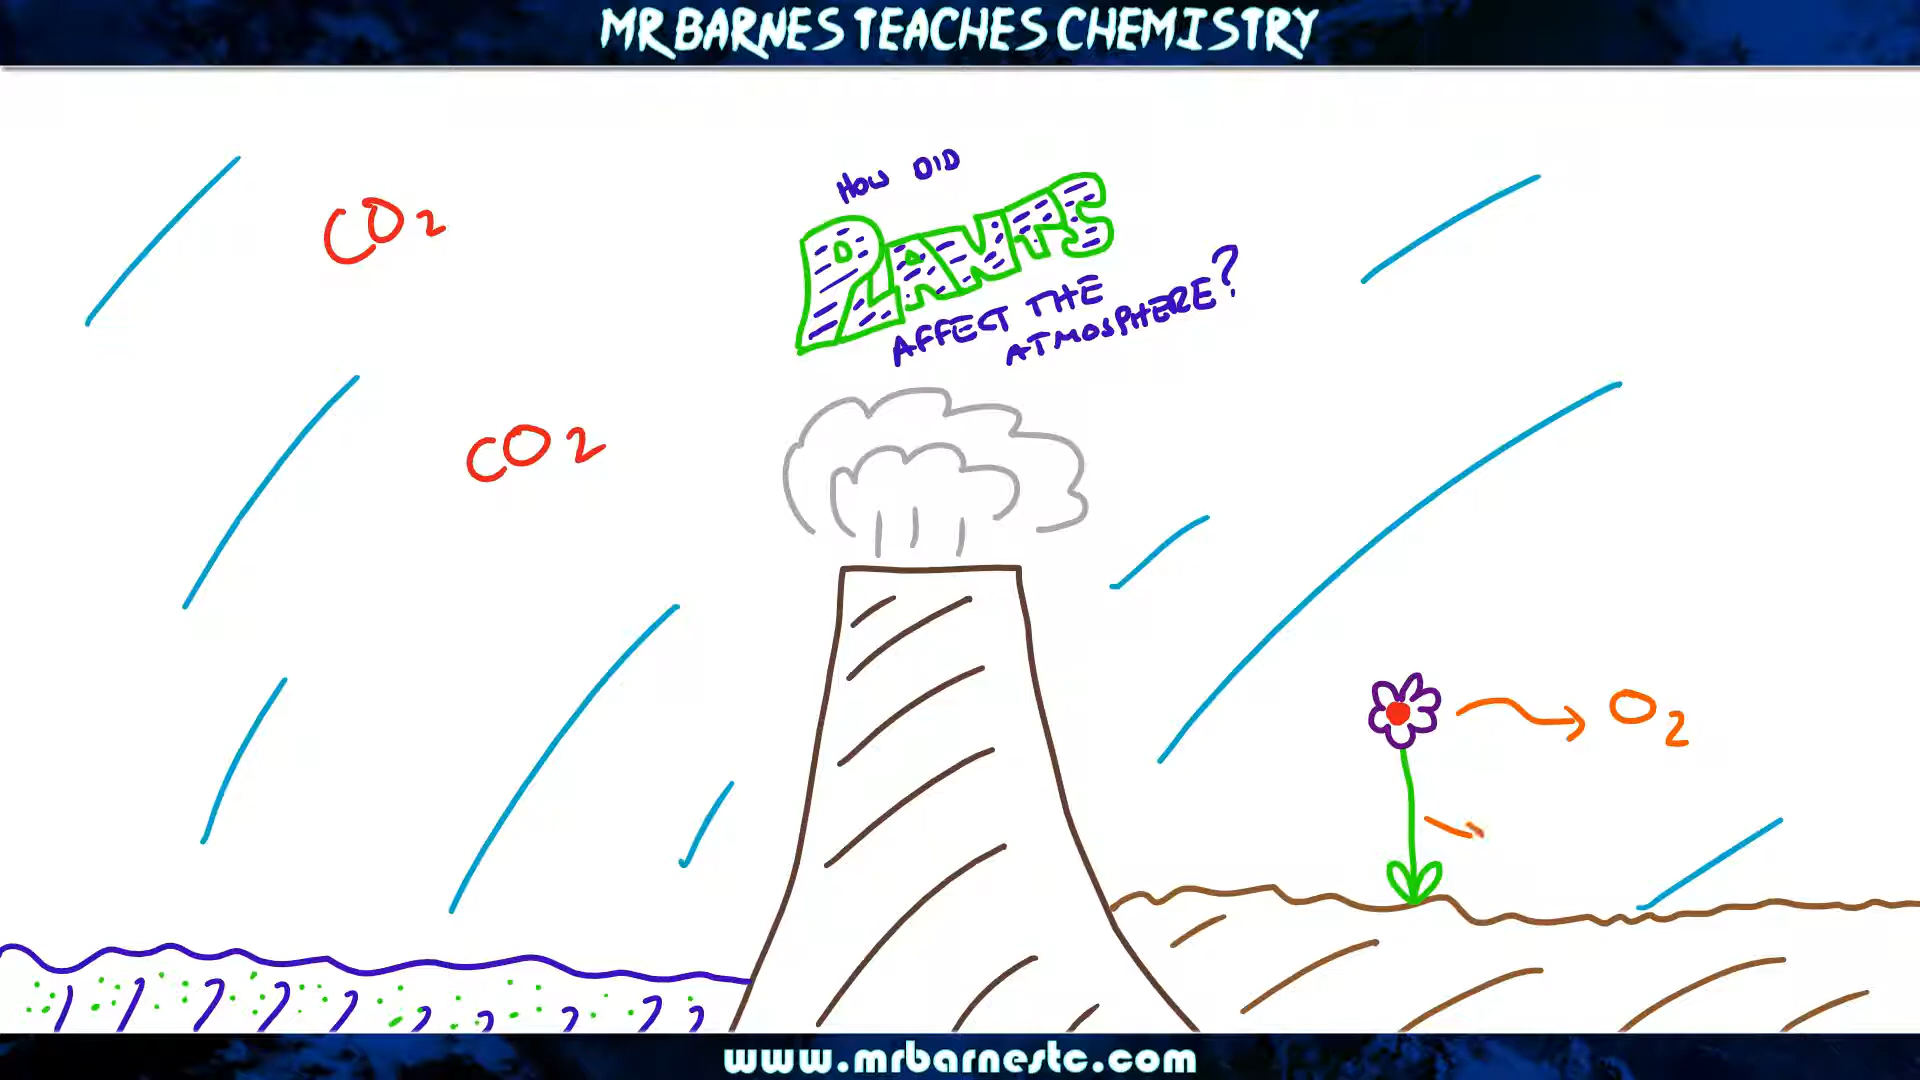 MR BARNES TEACHES CHEMISTRY
HOW DID
PLANTS
AFFECT THE
ATMOSPHERE?
CO2
CO2
O2
www.mrbarnestc.com